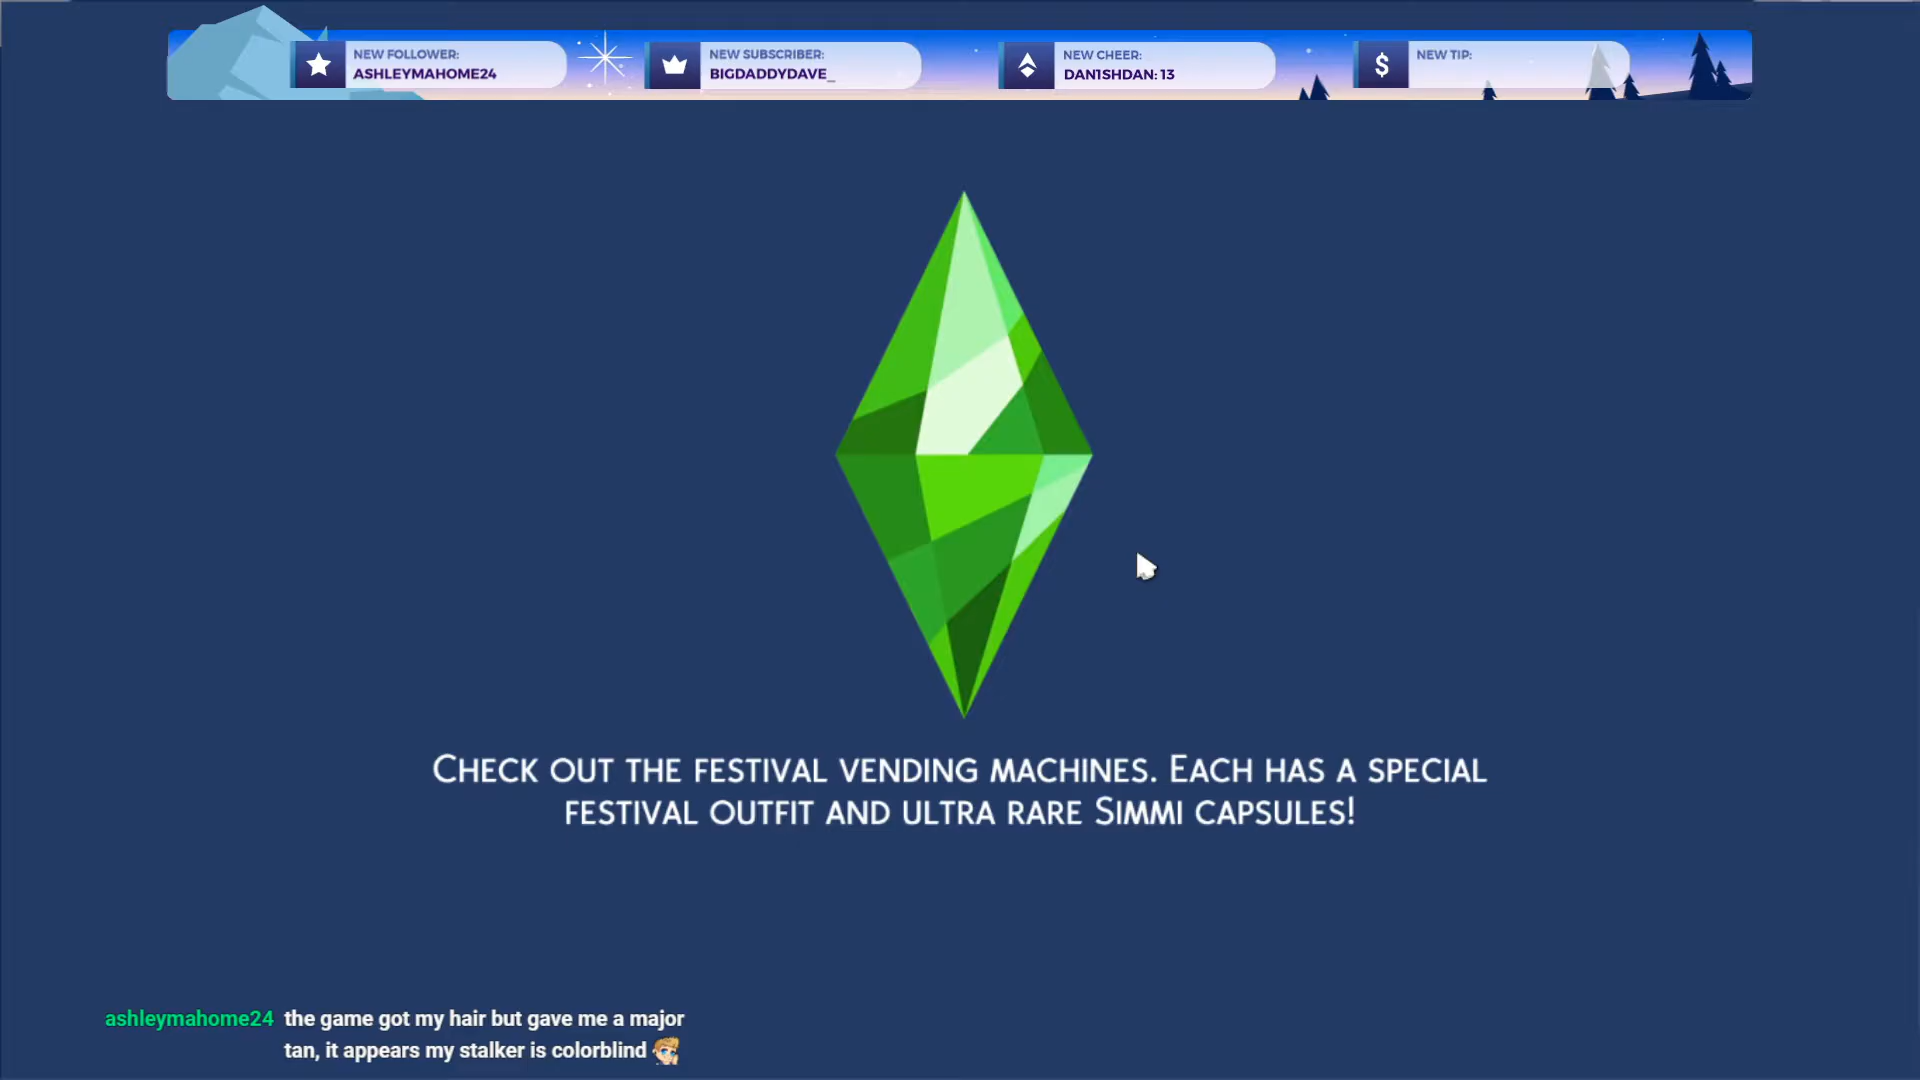 NEW FOLLOWER:
ASHLEYMAHOME24
NEW SUBSCRIBER:
BIGDADDYDAVE_
NEW CHEER:
DAN1SHDAN: 13
NEW TIP:
CHECK OUT THE FESTIVAL VENDING MACHINES. EACH HAS A SPECIAL
FESTIVAL OUTFIT AND ULTRA RARE SIMMI CAPSULES!
ashleymahome24 the game got my hair but gave me a major
tan, it appears my stalker is colorblind